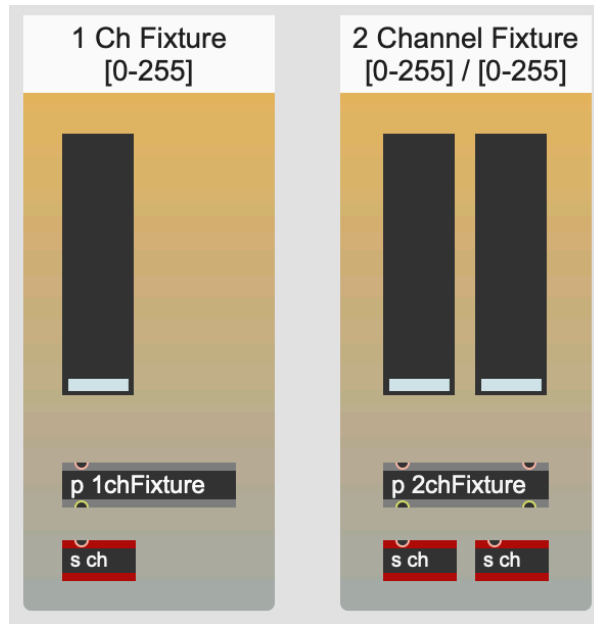 1 Ch Fixture
[0-255]
p 1chFixture
s ch
2 Channel Fixture
[0-255] / [0-255]
p 2chFixture
s ch
s ch